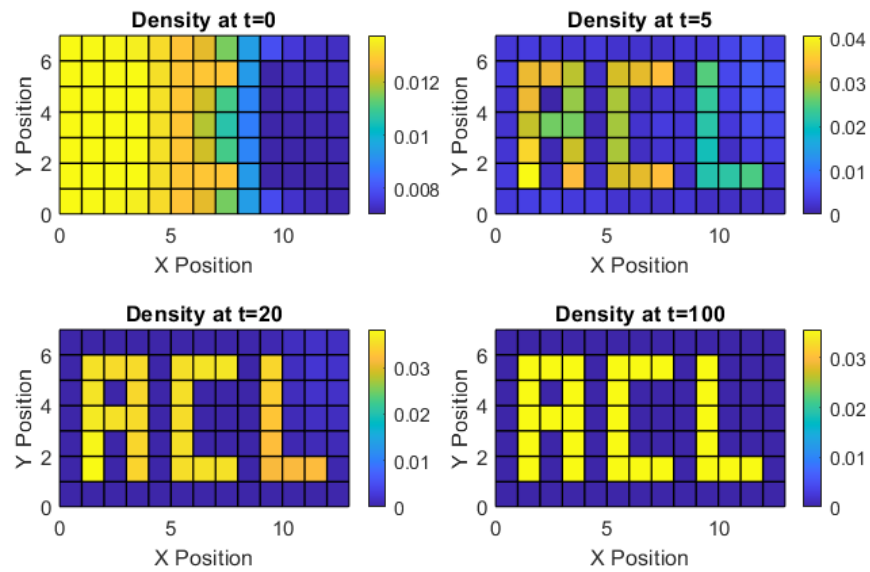 Density at t=0
Y Position
6
4
2
0
0 5 10
X Position
0.012
0.01
0.008
Density at t=5
Y Position
6
4
2
0
ACL
0 5 10
X Position
0.04
0.03
0.02
0.01
0
Density at t=20
Y Position
6
4
2
0
ACL
0 5 10
X Position
0.03
0.02
0.01
0
Density at t=100
Y Position
6
4
2
0
ACL
0 5 10
X Position
0.03
0.02
0.01
0